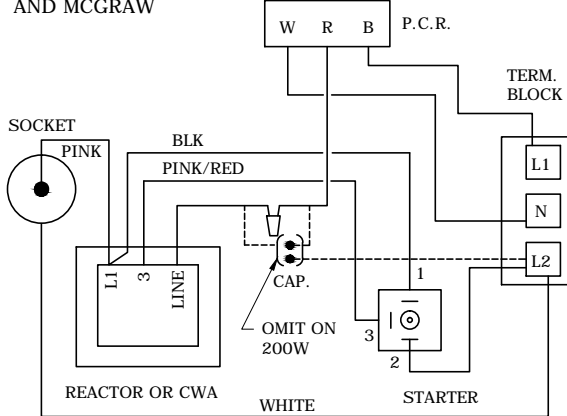 AND MCGRAW
W R B
P.C.R.
TERM.
BLOCK
SOCKET
PINK
BLK
PINK/RED
L1
N
L2
L1
3
LINE
CAP.
1
3
2
OMIT ON
200W
REACTOR OR CWA
WHITE
STARTER